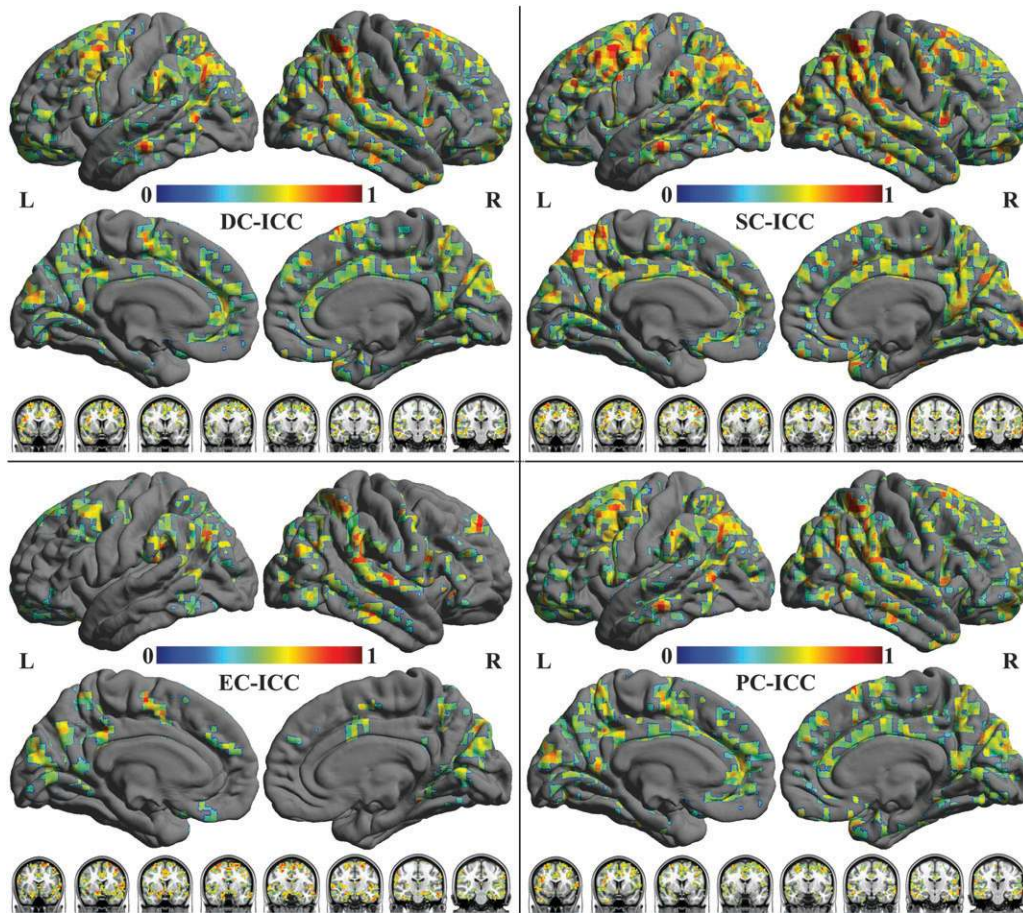 0 1
L DC-ICC R
0 1
L SC-ICC R
0 1
L EC-ICC R
0 1
L PC-ICC R